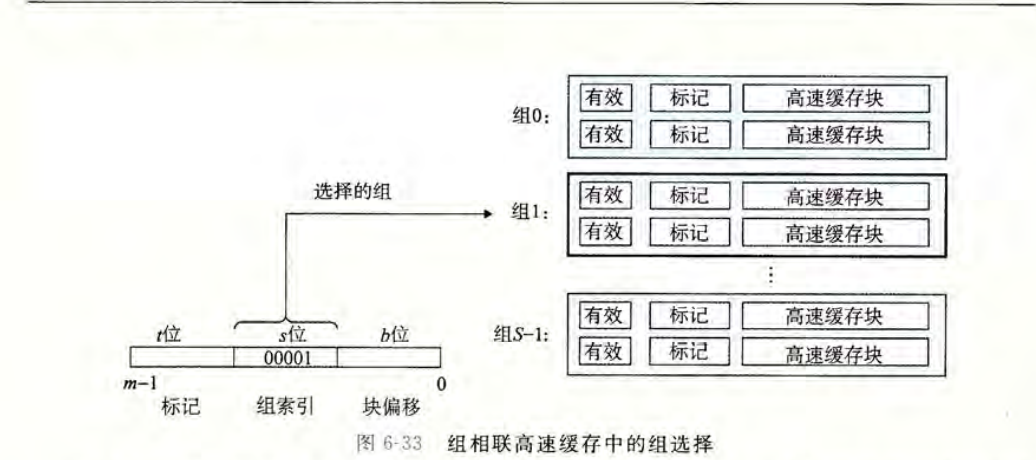 组0:
有效 标记 高速缓存块
有效 标记 高速缓存块
选择的组
组1:
有效 标记 高速缓存块
有效 标记 高速缓存块
⋮
组S-1:
有效 标记 高速缓存块
有效 标记 高速缓存块
t位 s位 b位
00001
m-1 0
标记 组索引 块偏移
图 6-33 组相联高速缓存中的组选择